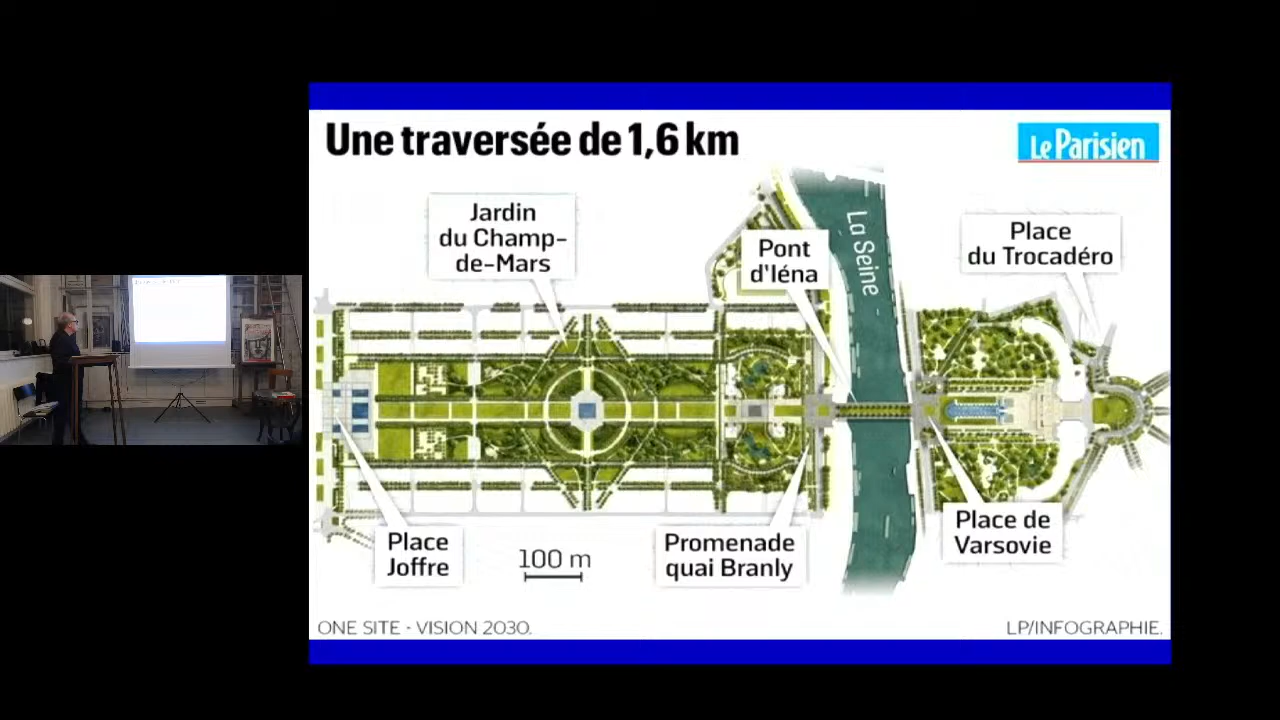 Une traversée de 1,6 km
Le Parisien
Jardin
du Champ-
de-Mars
Pont
d'Iéna
La Seine
Place
du Trocadéro
Place
Joffre
100 m
Promenade
quai Branly
Place de
Varsovie
ONE SITE - VISION 2030.
LP/INFOGRAPHIE.